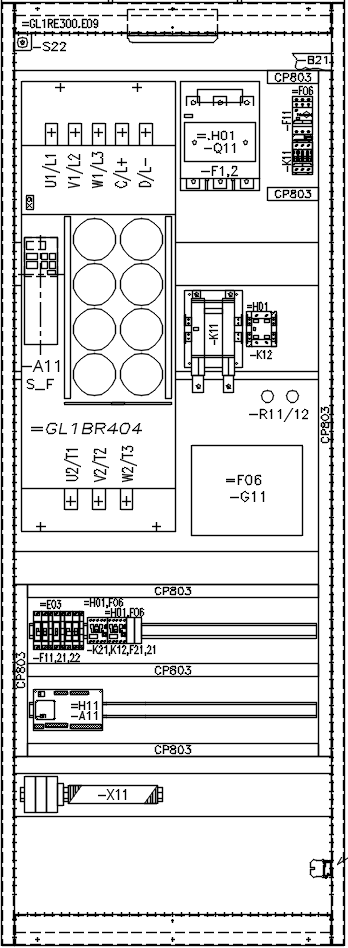 =GL1RE300.E09
-S22
-B21
CP803
=F06
-F11
-K11
=.H01
-Q11
-F1,2
CP803
U1/L1
V1/L2
W1/L3
C/L+
D/L-
-A11
S_F
-K11
=H01
-K12
-R11/12
CP803
=GL1BR404
U2/T1
V2/T2
W2/T3
=F06
-G11
CP803
=E03
=H01,F06
=H01,F06
-F11,21,22
-K21,K12,F21,21
CP803
CP803
=H11
-A11
CP803
-X11